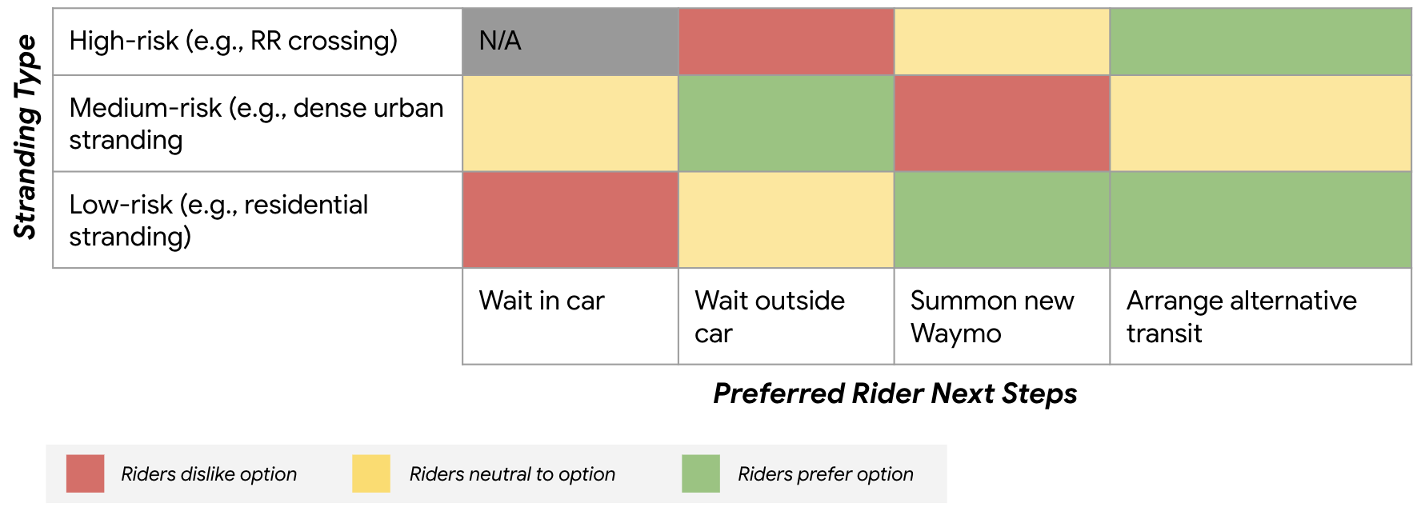 Stranding Type
High-risk (e.g., RR crossing)
N/A
Medium-risk (e.g., dense urban
stranding
Low-risk (e.g., residential
stranding)
Wait in car
Wait outside
car
Summon new
Waymo
Arrange alternative
transit
Preferred Rider Next Steps
Riders dislike option
Riders neutral to option
Riders prefer option